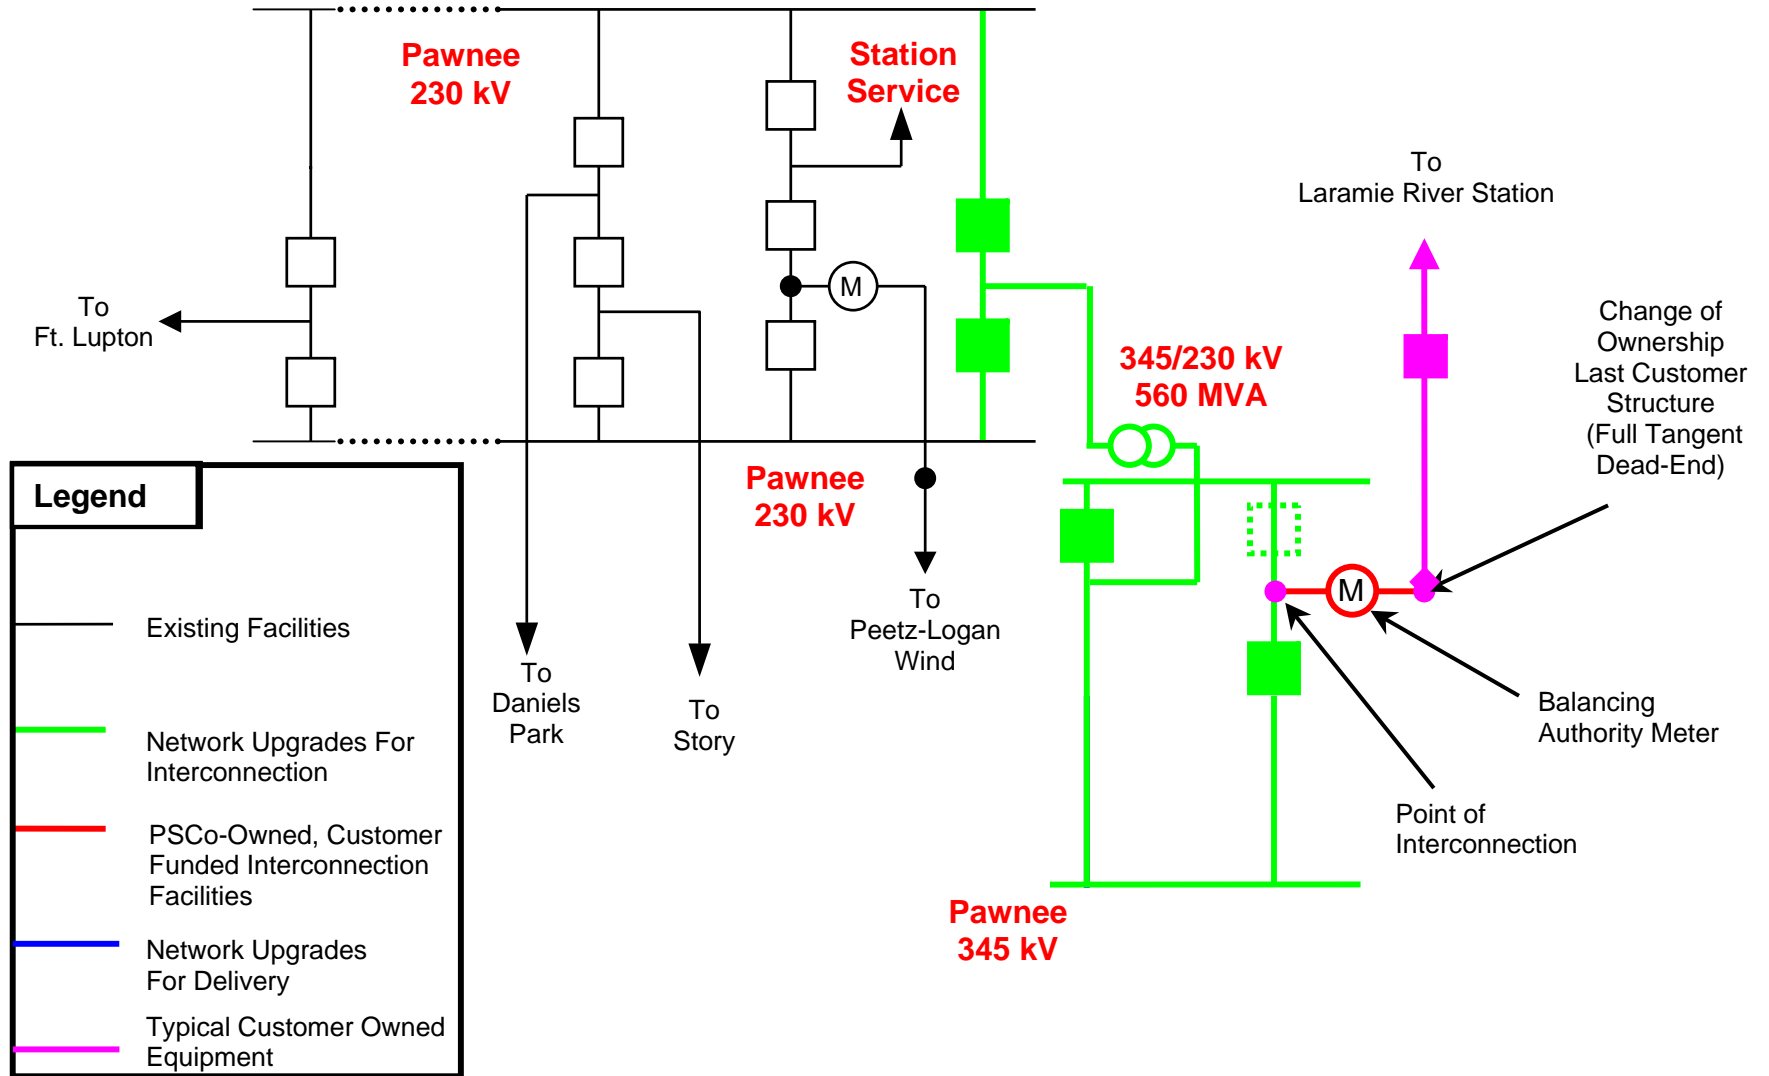 Pawnee
230 kV
Station
Service
To
Laramie River Station
To
Ft. Lupton
M
Change of
Ownership
Last Customer
Structure
(Full Tangent
Dead-End)
345/230 kV
560 MVA
Pawnee
230 kV
Legend
Existing Facilities
Network Upgrades For
Interconnection
PSCo-Owned, Customer
Funded Interconnection
Facilities
Network Upgrades
For Delivery
Typical Customer Owned
Equipment
To
Daniels
Park
To
Story
To
Peetz-Logan
Wind
M
Balancing
Authority Meter
Point of
Interconnection
Pawnee
345 kV